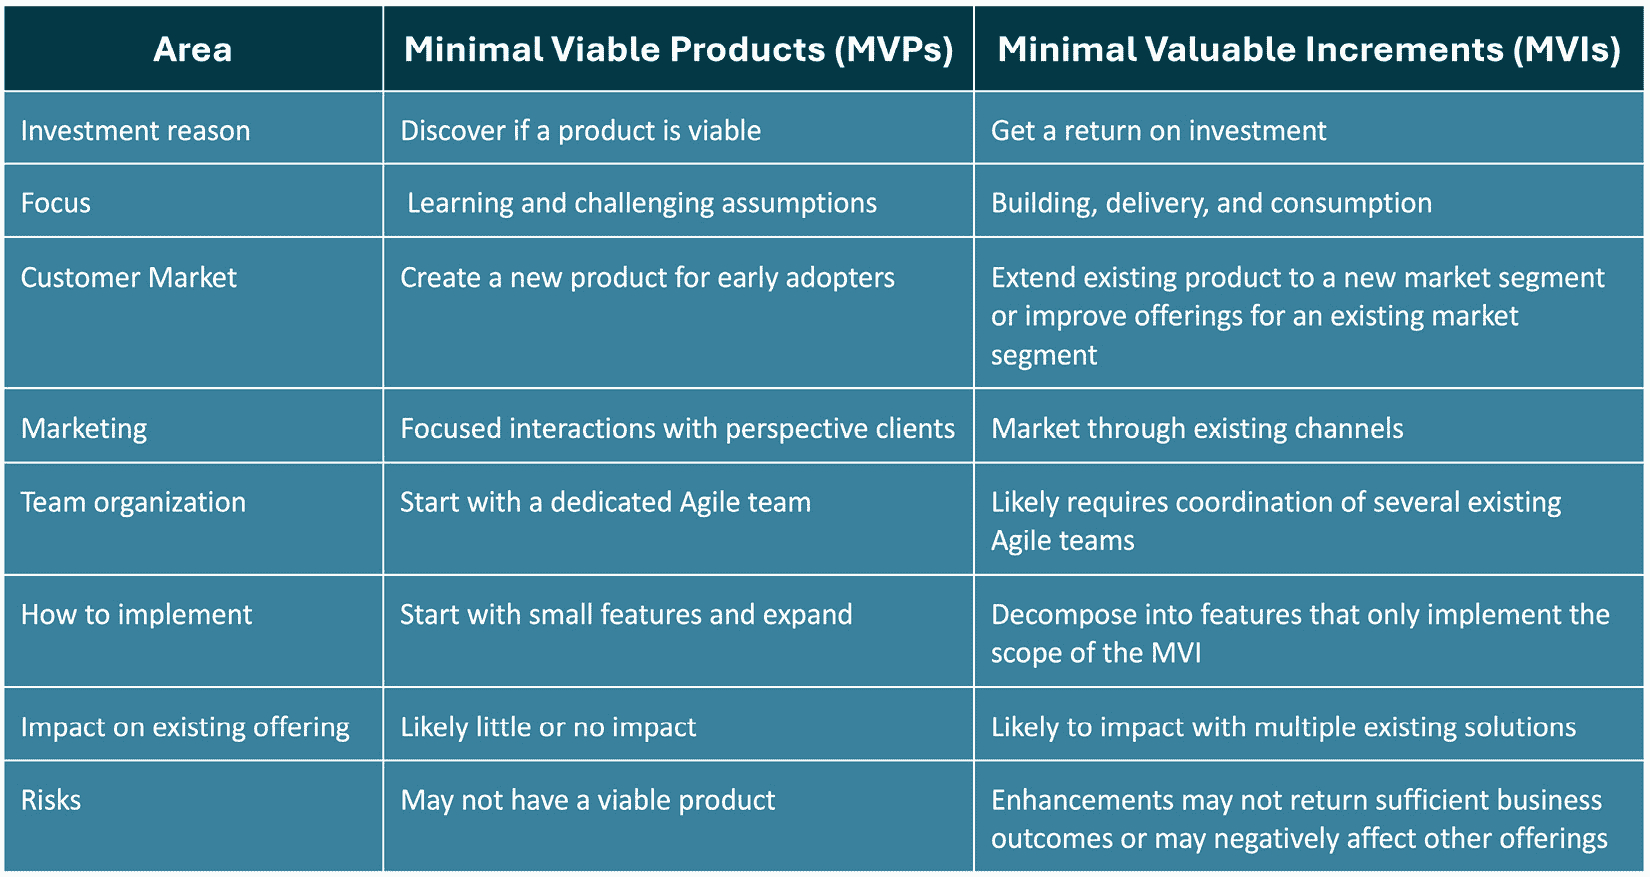 Area
Minimal Viable Products (MVPs)
Minimal Valuable Increments (MVIs)
Investment reason
Discover if a product is viable
Get a return on investment
Focus
Learning and challenging assumptions
Building, delivery, and consumption
Customer Market
Create a new product for early adopters
Extend existing product to a new market segment
or improve offerings for an existing market
segment
Marketing
Focused interactions with perspective clients
Market through existing channels
Team organization
Start with a dedicated Agile team
Likely requires coordination of several existing
Agile teams
How to implement
Start with small features and expand
Decompose into features that only implement the
scope of the MVI
Impact on existing offering
Likely little or no impact
Likely to impact with multiple existing solutions
Risks
May not have a viable product
Enhancements may not return sufficient business
outcomes or may negatively affect other offerings